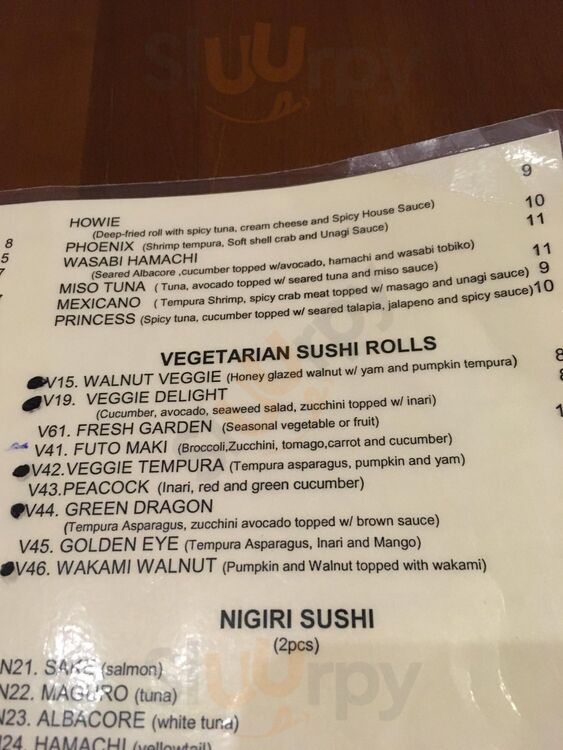 Sluurpy
9
HOWIE
(Deep-fried roll with spicy tuna, cream cheese and Spicy House Sauce) 10
8 PHOENIX (Shrimp tempura, Soft shell crab and Unagi Sauce) 11
5 WASABI HAMACHI
7 (Seared Albacore ,cucumber topped w/avocado, hamachi and wasabi tobiko) 11
MISO TUNA ( Tuna, avocado topped w/ seared tuna and miso sauce) 9
MEXICANO ( Tempura Shrimp, spicy crab meat topped w/ masago and unagi sauce) 10
PRINCESS (Spicy tuna, cucumber topped w/ seared talapia, jalapeno and spicy sauce)
VEGETARIAN SUSHI ROLLS
V15. WALNUT VEGGIE (Honey glazed walnut w/ yam and pumpkin tempura) 8
V19. VEGGIE DELIGHT
(Cucumber, avocado, seaweed salad, zucchini topped w/ inari)
V61. FRESH GARDEN (Seasonal vegetable or fruit)
V41. FUTO MAKI (Broccoli,Zucchini, tomago,carrot and cucumber)
V42.VEGGIE TEMPURA (Tempura asparagus, pumpkin and yam)
V43.PEACOCK (Inari, red and green cucumber)
V44. GREEN DRAGON
(Tempura Asparagus, zucchini avocado topped w/ brown sauce)
V45. GOLDEN EYE (Tempura Asparagus, Inari and Mango)
V46. WAKAMI WALNUT (Pumpkin and Walnut topped with wakami)
NIGIRI SUSHI
(2pcs)
N21. SAKE (salmon)
N22. MAGURO (tuna)
N23. ALBACORE (white tuna)
N24. HAMACHI (yellowtail)
Sluurpy